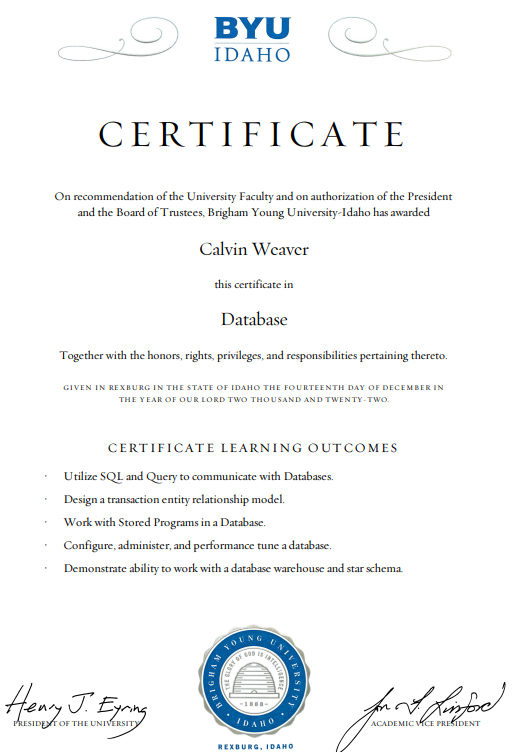 BYU
IDAHO
CERTIFICATE
On recommendation of the University Faculty and on authorization of the President
and the Board of Trustees, Brigham Young University-Idaho has awarded
Calvin Weaver
this certificate in
Database
Together with the honors, rights, privileges, and responsibilities pertaining thereto.
GIVEN IN REXBURG IN THE STATE OF IDAHO THE FOURTEENTH DAY OF DECEMBER IN
THE YEAR OF OUR LORD TWO THOUSAND AND TWENTY-TWO.
CERTIFICATE LEARNING OUTCOMES
· Utilize SQL and Query to communicate with Databases.
· Design a transaction entity relationship model.
· Work with Stored Programs in a Database.
· Configure, administer, and performance tune a database.
· Demonstrate ability to work with a database warehouse and star schema.
BRIGHAM YOUNG UNIVERSITY
THE GLORY OF GOD IS INTELLIGENCE
1888
IDAHO
REXBURG, IDAHO
Henry J. Eyring
PRESIDENT OF THE UNIVERSITY
Jon Linford
ACADEMIC VICE PRESIDENT